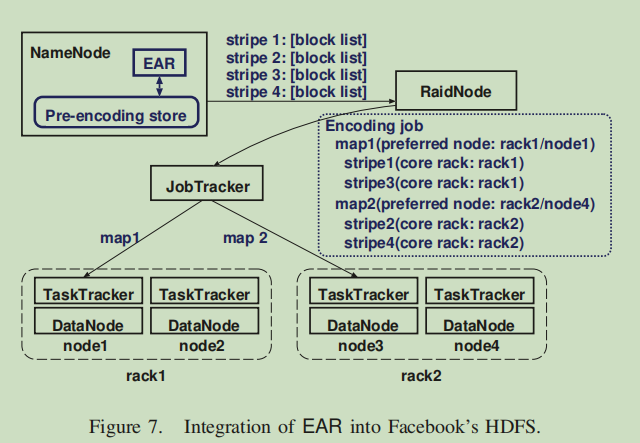 NameNode
EAR
Pre-encoding store
stripe 1: [block list]
stripe 2: [block list]
stripe 3: [block list]
stripe 4: [block list]
RaidNode
Encoding job
map1(preferred node: rack1/node1)
stripe1(core rack: rack1)
stripe3(core rack: rack1)
map2(preferred node: rack2/node4)
stripe2(core rack: rack2)
stripe4(core rack: rack2)
JobTracker
map1
map 2
TaskTracker TaskTracker TaskTracker TaskTracker
DataNode DataNode DataNode DataNode
node1 node2 node3 node4
rack1 rack2
Figure 7. Integration of EAR into Facebook's HDFS.